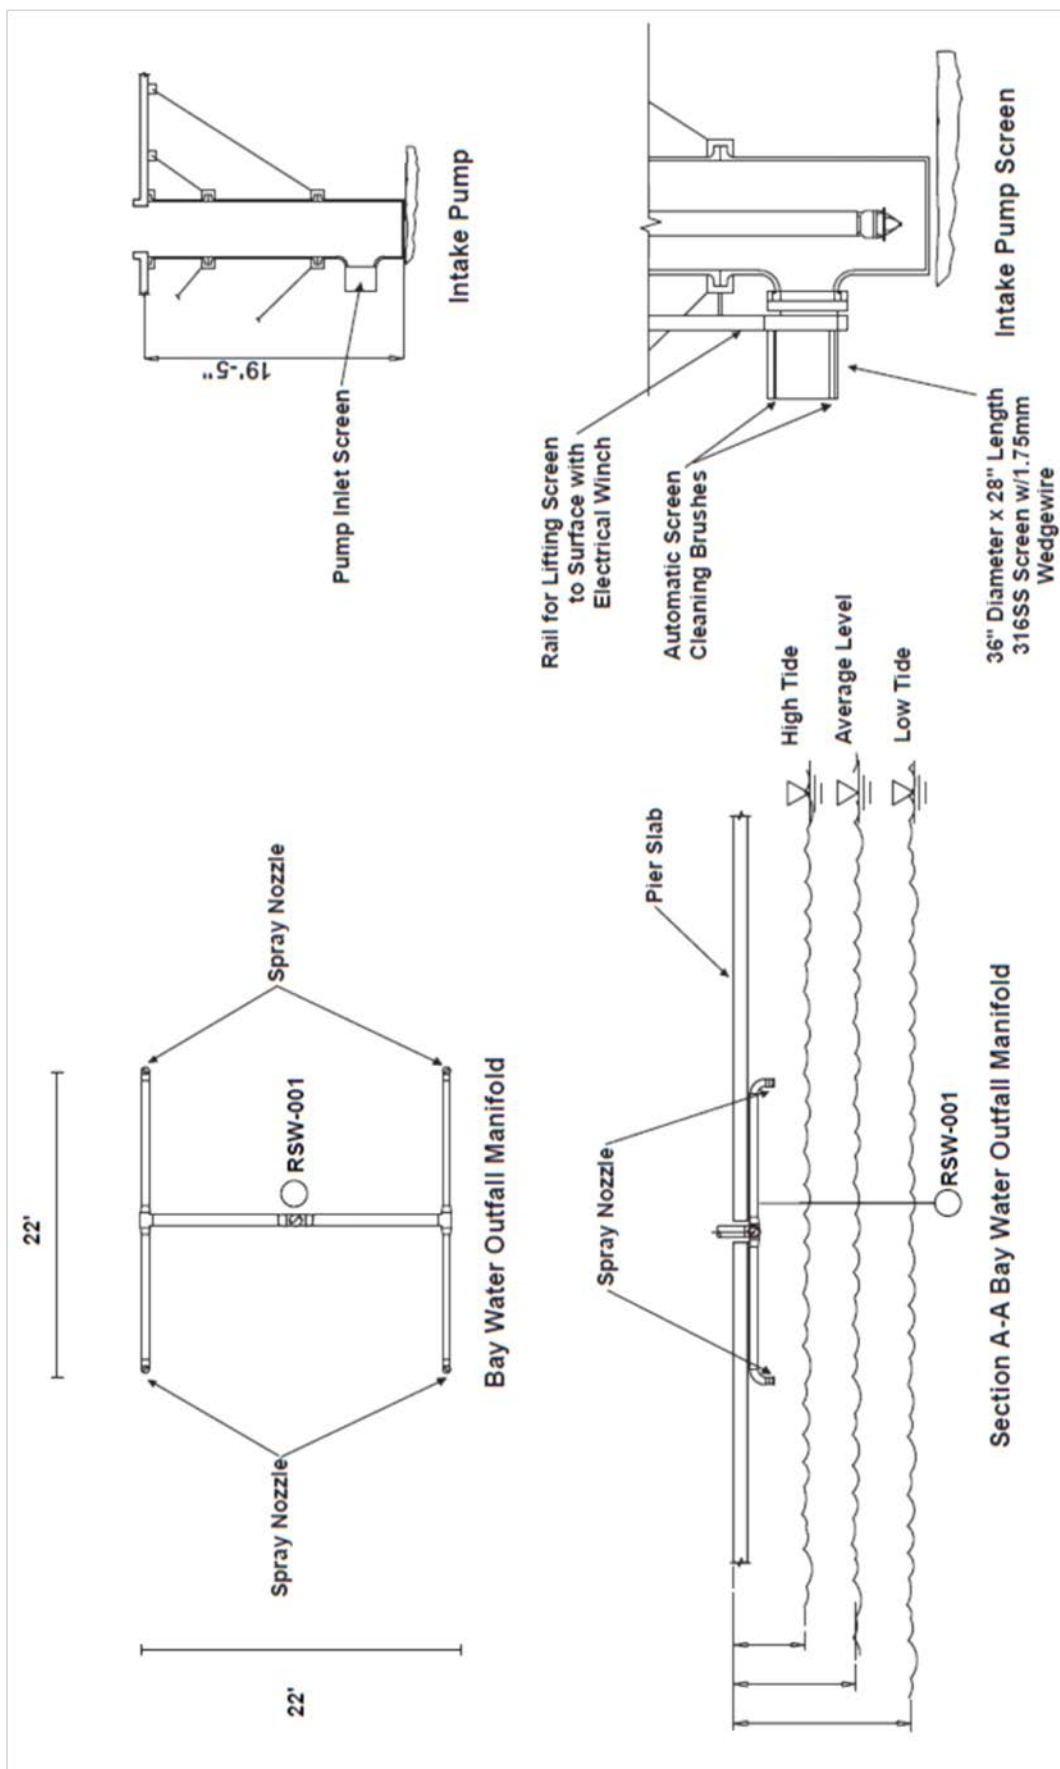 22'
22'
Spray Nozzle
Spray Nozzle
RSW-001
Bay Water Outfall Manifold
19'-5"
Pump Inlet Screen
Intake Pump
Pier Slab
Spray Nozzle
High Tide
Average Level
Low Tide
RSW-001
Section A-A Bay Water Outfall Manifold
Rail for Lifting Screen
to Surface with
Electrical Winch
Automatic Screen
Cleaning Brushes
36" Diameter x 28" Length
316SS Screen w/1.75mm
Wedgewire
Intake Pump Screen